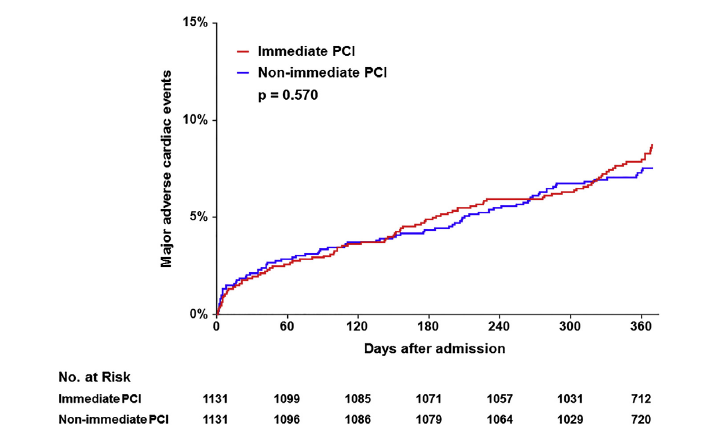 15%
Immediate PCI
Non-immediate PCI
p = 0.570
10%
Major adverse cardiac events
5%
0%
0 60 120 180 240 300 360
Days after admission
No. at Risk
Immediate PCI 1131 1099 1085 1071 1057 1031 712
Non-immediate PCI 1131 1096 1086 1079 1064 1029 720